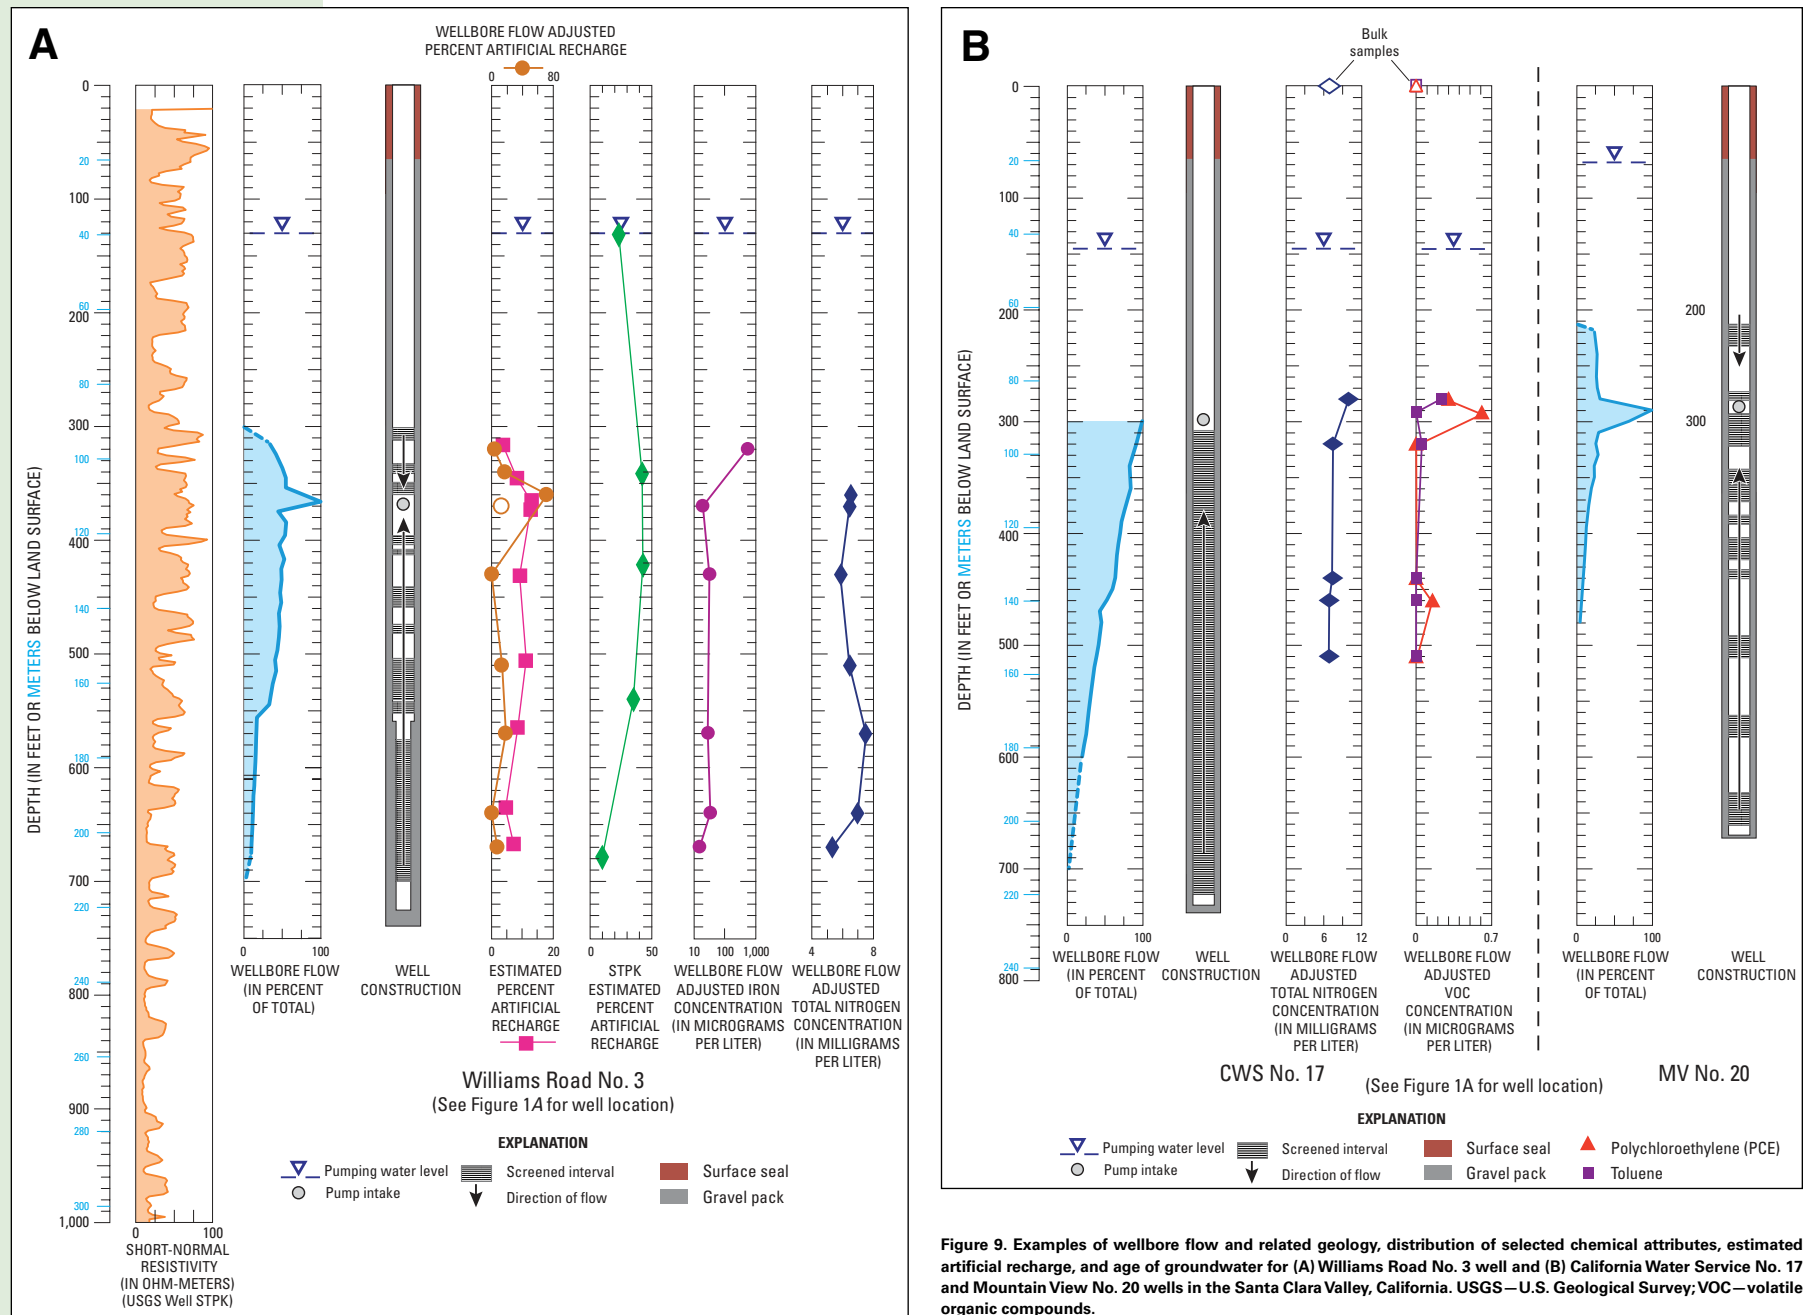 A
WELLBORE FLOW ADJUSTED
PERCENT ARTIFICIAL RECHARGE
0 80
0
20
100
40
60
200
80
300
100
120
400
140
500
160
180
600
200
700
220
240
800
260
900
280
300
1,000
DEPTH (IN FEET OR METERS BELOW LAND SURFACE)
0 100
SHORT-NORMAL
RESISTIVITY
(IN OHM-METERS)
(USGS Well STPK)
0 100
WELLBORE FLOW
(IN PERCENT
OF TOTAL)
WELL
CONSTRUCTION
0 20
ESTIMATED
PERCENT
ARTIFICIAL
RECHARGE
0 50
STPK
ESTIMATED
PERCENT
ARTIFICIAL
RECHARGE
10 100 1,000
WELLBORE FLOW
ADJUSTED IRON
CONCENTRATION
(IN MICROGRAMS
PER LITER)
4 8
WELLBORE FLOW
ADJUSTED
TOTAL NITROGEN
CONCENTRATION
(IN MILLIGRAMS
PER LITER)
Williams Road No. 3
(See Figure 1A for well location)
EXPLANATION
Pumping water level
Pump intake
Screened interval
Direction of flow
Surface seal
Gravel pack
B
Bulk
samples
0
20
100
40
60
200
80
300
100
120
400
140
500
160
180
600
200
700
220
240
800
DEPTH (IN FEET OR METERS BELOW LAND SURFACE)
0 100
WELLBORE FLOW
(IN PERCENT
OF TOTAL)
WELL
CONSTRUCTION
0 6 12
WELLBORE FLOW
ADJUSTED
TOTAL NITROGEN
CONCENTRATION
(IN MILLIGRAMS
PER LITER)
0 0.7
WELLBORE FLOW
ADJUSTED
VOC
CONCENTRATION
(IN MICROGRAMS
PER LITER)
200
300
0 100
WELLBORE FLOW
(IN PERCENT
OF TOTAL)
WELL
CONSTRUCTION
CWS No. 17
(See Figure 1A for well location)
MV No. 20
EXPLANATION
Pumping water level
Pump intake
Screened interval
Direction of flow
Surface seal
Gravel pack
Polychloroethylene (PCE)
Toluene
Figure 9. Examples of wellbore flow and related geology, distribution of selected chemical attributes, estimated
artificial recharge, and age of groundwater for (A) Williams Road No. 3 well and (B) California Water Service No. 17
and Mountain View No. 20 wells in the Santa Clara Valley, California. USGS—U.S. Geological Survey; VOC—volatile
organic compounds.